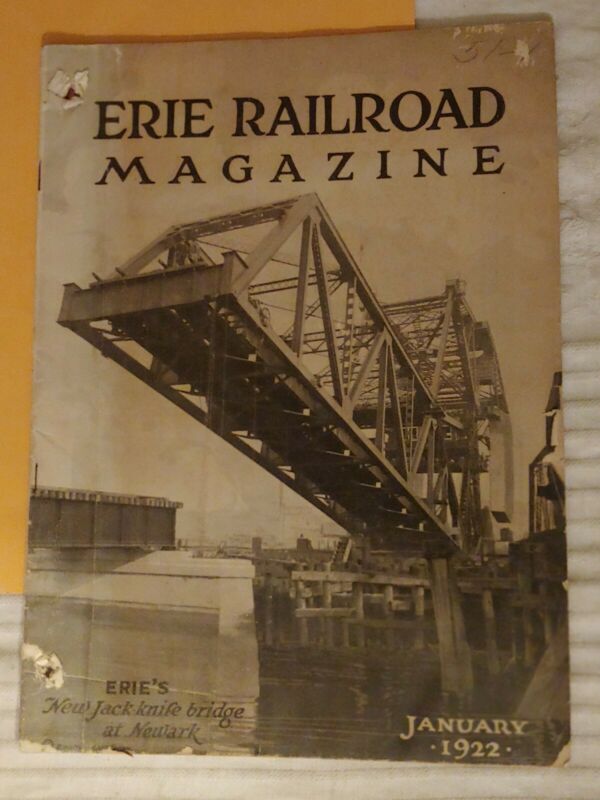 ERIE RAILROAD
MAGAZINE
ERIE'S
New Jack-knife bridge
at Newark
JANUARY
·1922·